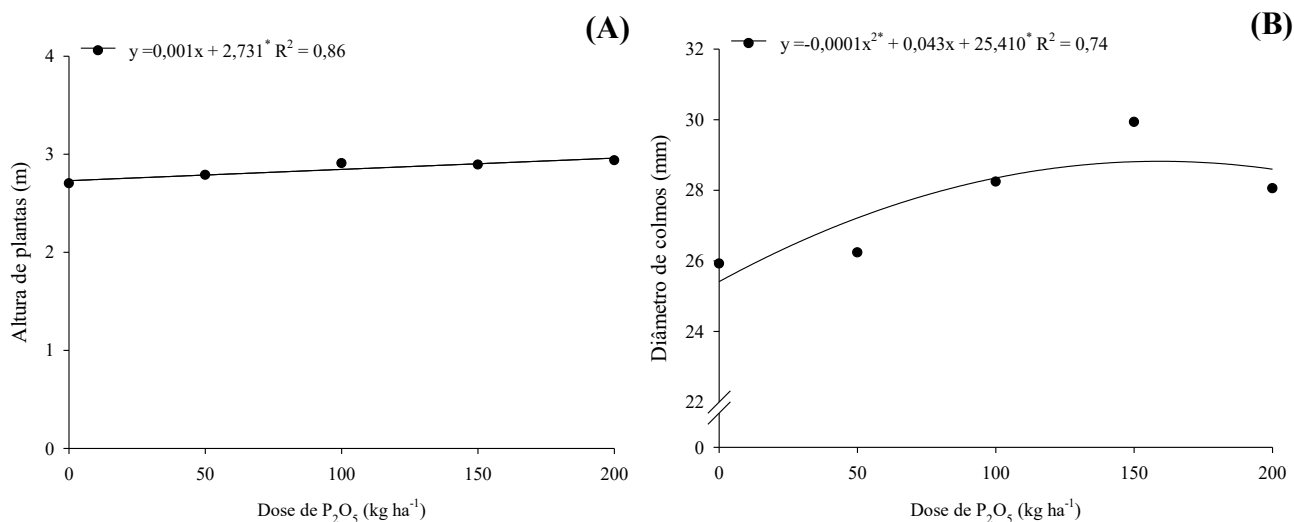 (A)
y =0,001x + 2,731* R² = 0,86
4
3
2
1
0
Altura de plantas (m)
0 50 100 150 200
Dose de P₂O₅ (kg ha⁻¹)
(B)
y =-0,0001x²* + 0,043x + 25,410* R² = 0,74
32
30
28
26
24
22
0
Diâmetro de colmos (mm)
0 50 100 150 200
Dose de P₂O₅ (kg ha⁻¹)